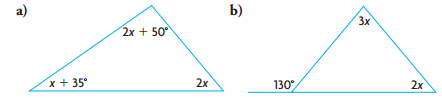 a) b)
2x + 50° 3x
x + 35° 2x 130° 2x